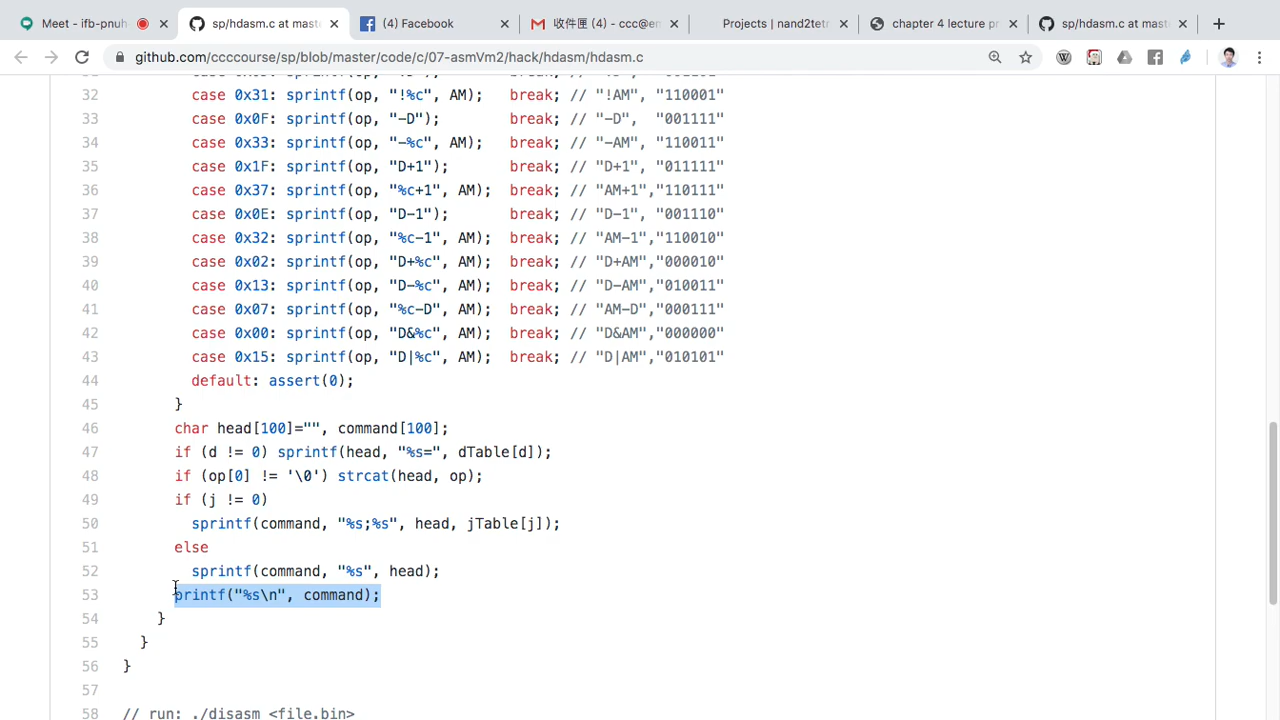 Meet - ifb-pnuh
sp/hdasm.c at mast
(4) Facebook
收件匣 (4) - ccc@en
Projects | nand2tet
chapter 4 lecture pr
sp/hdasm.c at mast
github.com/ccccourse/sp/blob/master/code/c/07-asmVm2/hack/hdasm/hdasm.c
32 case 0x31: sprintf(op, "!%c", AM); break; // "!AM", "110001"
33 case 0x0F: sprintf(op, "-D"); break; // "-D", "001111"
34 case 0x33: sprintf(op, "-%c", AM); break; // "-AM", "110011"
35 case 0x1F: sprintf(op, "D+1"); break; // "D+1", "011111"
36 case 0x37: sprintf(op, "%c+1", AM); break; // "AM+1","110111"
37 case 0x0E: sprintf(op, "D-1"); break; // "D-1", "001110"
38 case 0x32: sprintf(op, "%c-1", AM); break; // "AM-1","110010"
39 case 0x02: sprintf(op, "D+%c", AM); break; // "D+AM","000010"
40 case 0x13: sprintf(op, "D-%c", AM); break; // "D-AM","010011"
41 case 0x07: sprintf(op, "%c-D", AM); break; // "AM-D","000111"
42 case 0x00: sprintf(op, "D&%c", AM); break; // "D&AM","000000"
43 case 0x15: sprintf(op, "D|%c", AM); break; // "D|AM","010101"
44 default: assert(0);
45 }
46 char head[100]="", command[100];
47 if (d != 0) sprintf(head, "%s=", dTable[d]);
48 if (op[0] != '\0') strcat(head, op);
49 if (j != 0)
50 sprintf(command, "%s;%s", head, jTable[j]);
51 else
52 sprintf(command, "%s", head);
53 printf("%s\n", command);
54 }
55 }
56 }
57
58 // run: ./disasm <file.bin>